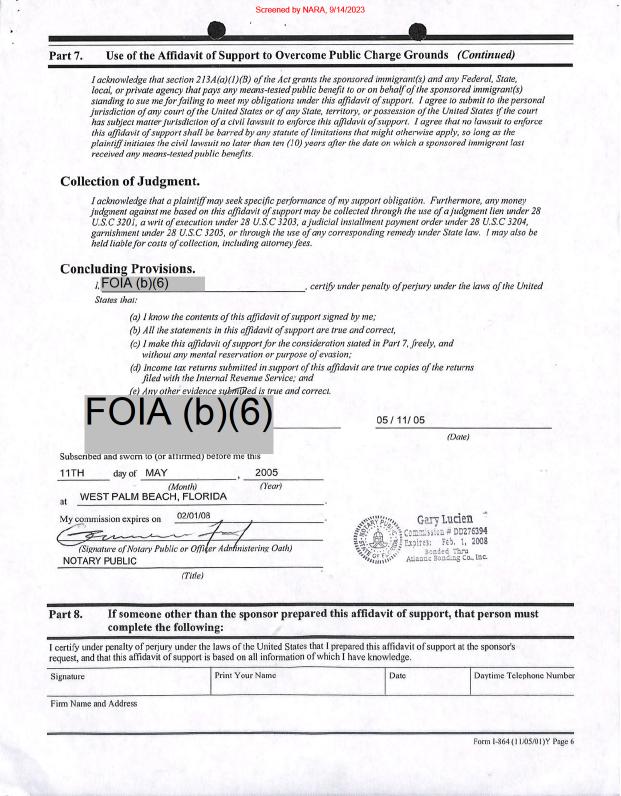 Screened by NARA, 9/14/2023
Part 7. Use of the Affidavit of Support to Overcome Public Charge Grounds (Continued)
I acknowledge that section 213A(a)(1)(B) of the Act grants the sponsored immigrant(s) and any Federal, State,
local, or private agency that pays any means-tested public benefit to or on behalf of the sponsored immigrant(s)
standing to sue me for failing to meet my obligations under this affidavit of support. I agree to submit to the personal
jurisdiction of any court of the United States or of any State, territory, or possession of the United States if the court
has subject matter jurisdiction of a civil lawsuit to enforce this affidavit of support. I agree that no lawsuit to enforce
this affidavit of support shall be barred by any statute of limitations that might otherwise apply, so long as the
plaintiff initiates the civil lawsuit no later than ten (10) years after the date on which a sponsored immigrant last
received any means-tested public benefits.
Collection of Judgment.
I acknowledge that a plaintiff may seek specific performance of my support obligation. Furthermore, any money
judgment against me based on this affidavit of support may be collected through the use of a judgment lien under 28
U.S.C 3201, a writ of execution under 28 U.S.C 3203, a judicial installment payment order under 28 U.S.C 3204,
garnishment under 28 U.S.C 3205, or through the use of any corresponding remedy under State law. I may also be
held liable for costs of collection, including attorney fees.
Concluding Provisions.
I, FOIA (b)(6) , certify under penalty of perjury under the laws of the United
States that:
(a) I know the contents of this affidavit of support signed by me;
(b) All the statements in this affidavit of support are true and correct,
(c) I make this affidavit of support for the consideration stated in Part 7, freely, and
without any mental reservation or purpose of evasion;
(d) Income tax returns submitted in support of this affidavit are true copies of the returns
filed with the Internal Revenue Service; and
(e) Any other evidence submitted is true and correct.
FOIA (b)(6)
05 / 11/ 05
(Date)
Subscribed and sworn to (or affirmed) before me this
11TH day of MAY , 2005
(Month) (Year)
at WEST PALM BEACH, FLORIDA .
My commission expires on 02/01/08 .
(Signature of Notary Public or Officer Administering Oath)
NOTARY PUBLIC
(Title)
NOTARY PUBLIC
Gary Lucien
Commission # DD276394
Expires: Feb. 1, 2008
Bonded Thru
Atlantic Bonding Co., Inc.
Part 8. If someone other than the sponsor prepared this affidavit of support, that person must
complete the following:
I certify under penalty of perjury under the laws of the United States that I prepared this affidavit of support at the sponsor's
request, and that this affidavit of support is based on all information of which I have knowledge.
Signature Print Your Name Date Daytime Telephone Number
Firm Name and Address
Form I-864 (11/05/01)Y Page 6